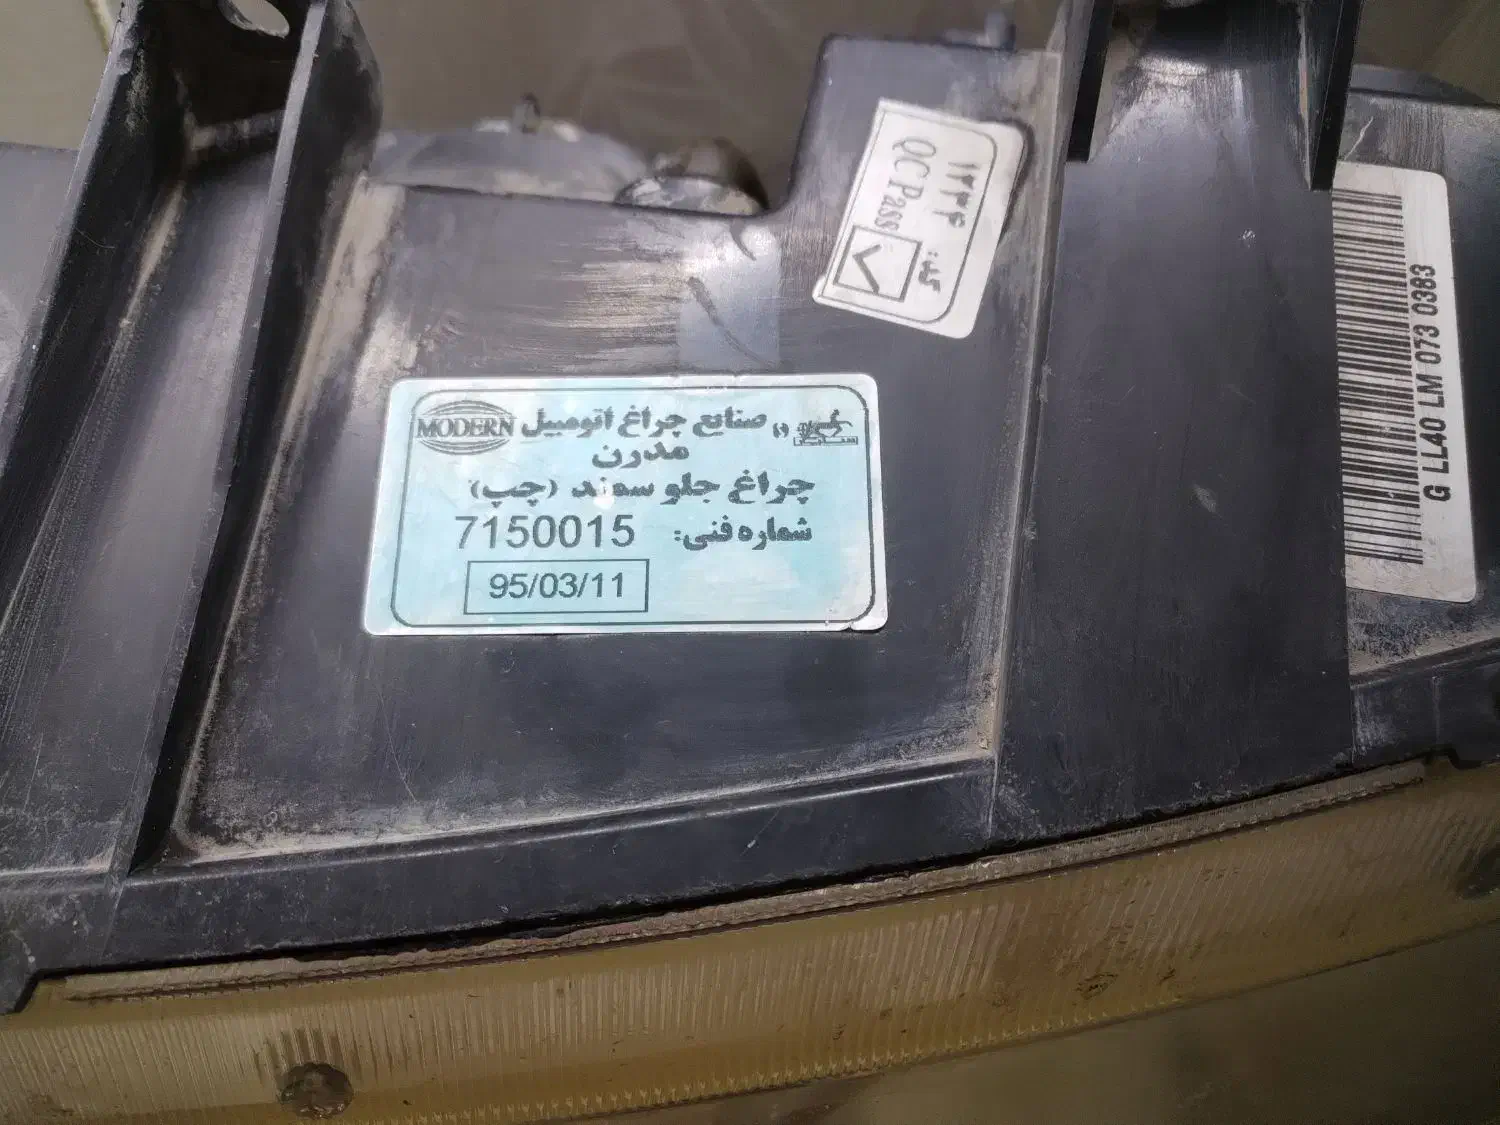 MODERN صنایع چراغ اتومبیل
مدرن
چراغ جلو سمند (چپ)
شماره فنی: 7150015
95/03/11
QC Pass
G LL40 LM 073 0383